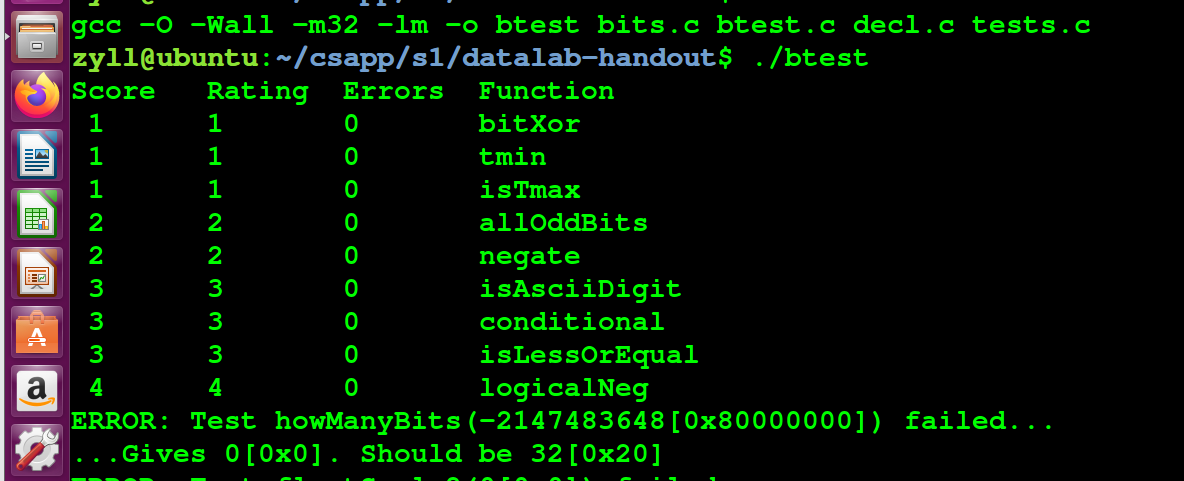 gcc -O -Wall -m32 -lm -o btest bits.c btest.c decl.c tests.c
zyll@ubuntu:~/csapp/s1/datalab-handout$ ./btest
Score Rating Errors Function
1 1 0 bitXor
1 1 0 tmin
1 1 0 isTmax
2 2 0 allOddBits
2 2 0 negate
3 3 0 isAsciiDigit
3 3 0 conditional
3 3 0 isLessOrEqual
4 4 0 logicalNeg
ERROR: Test howManyBits(-2147483648[0x80000000]) failed...
...Gives 0[0x0]. Should be 32[0x20]